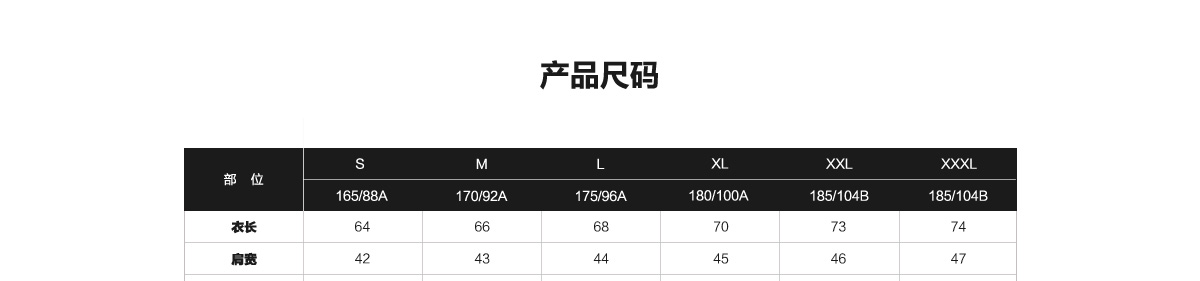 产品尺码
部 位 S M L XL XXL XXXL
165/88A 170/92A 175/96A 180/100A 185/104B 185/104B
衣长 64 66 68 70 73 74
肩宽 42 43 44 45 46 47